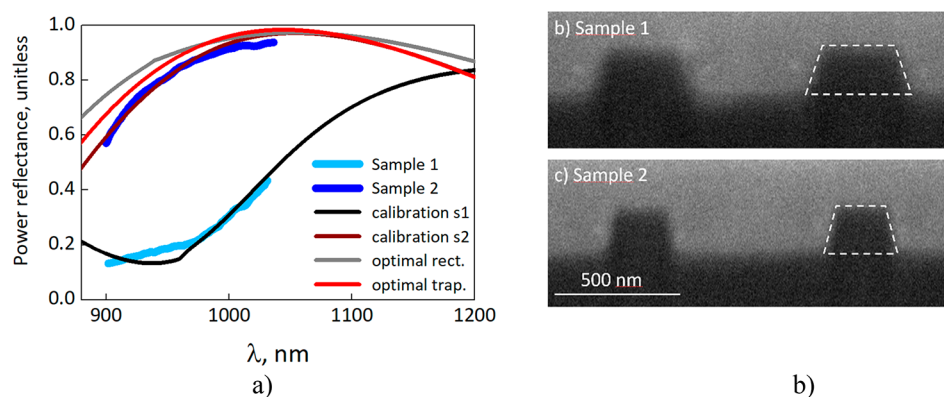 1.0
0.8
0.6
0.4
0.2
0.0
Power reflectance, unitless
Sample 1
Sample 2
calibration s1
calibration s2
optimal rect.
optimal trap.
900 1000 1100 1200
λ, nm
a)
b) Sample 1
c) Sample 2
500 nm
b)